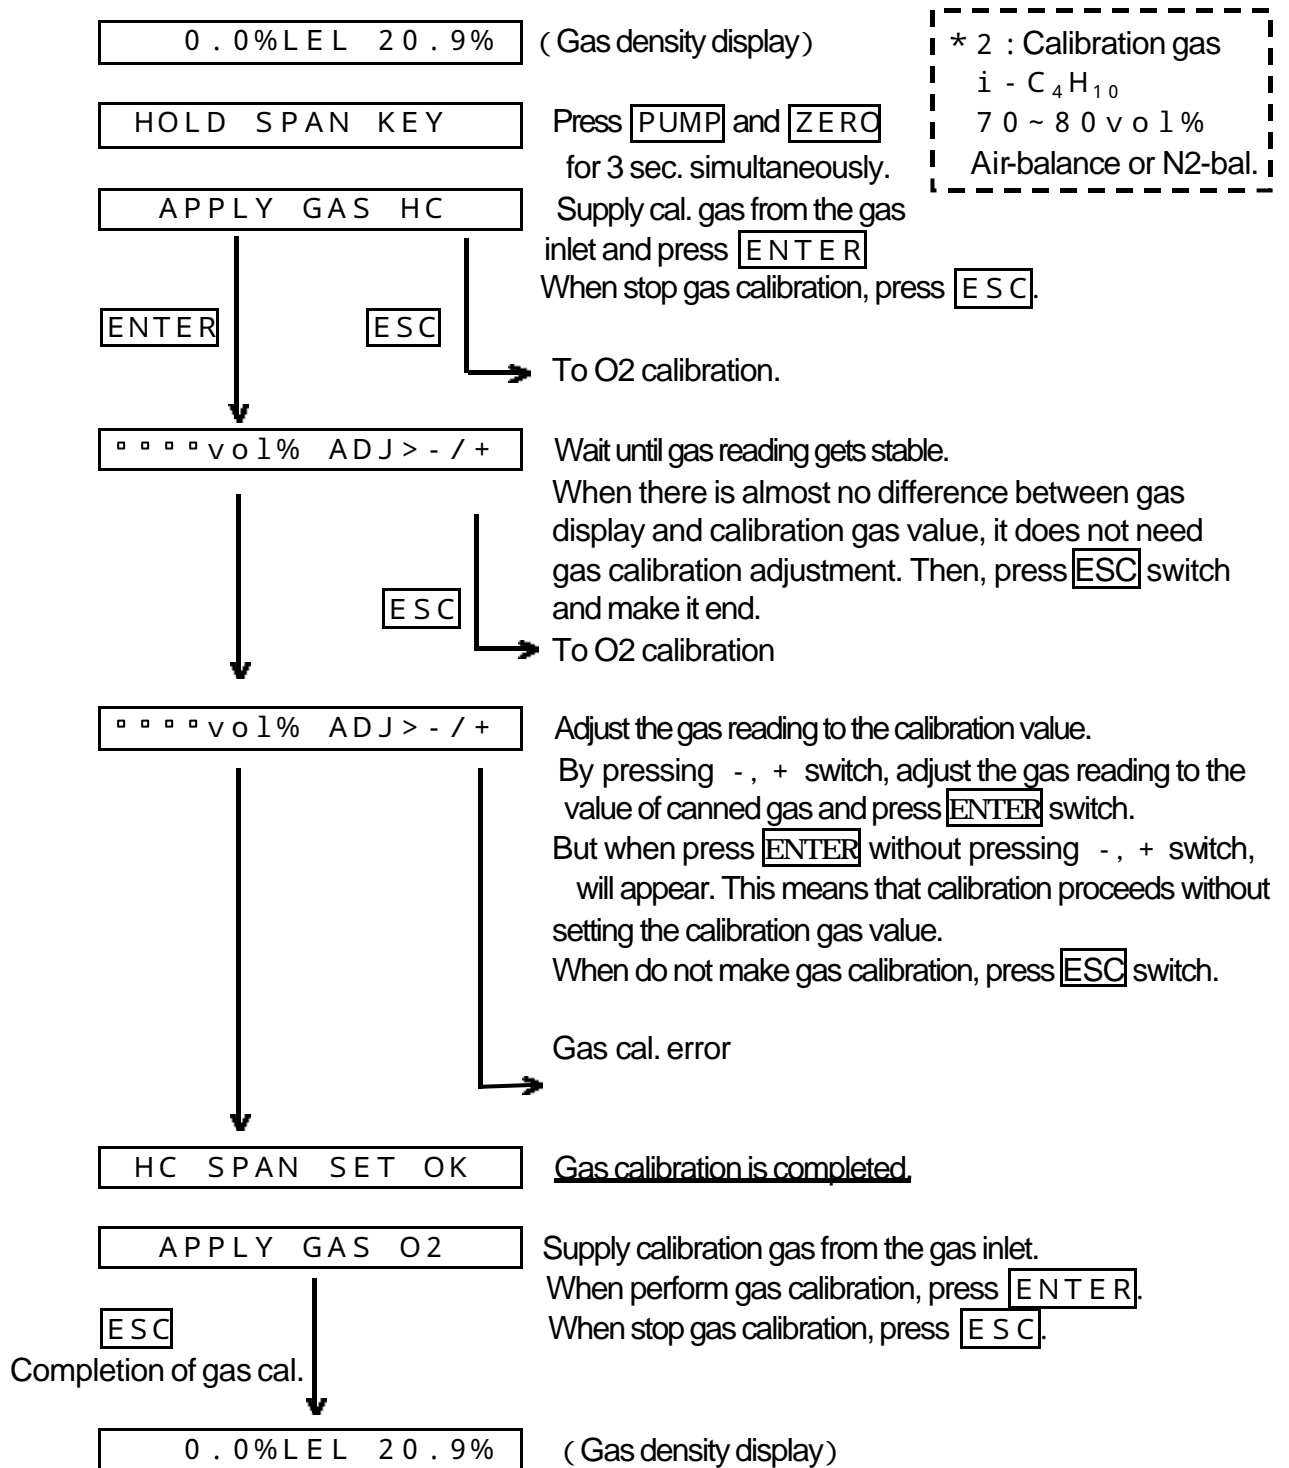 0.0%LEL 20.9% (Gas density display)
*2 : Calibration gas
i-C4H10
70~80vol%
Air-balance or N2-bal.
HOLD SPAN KEY
Press PUMP and ZERO
for 3 sec. simultaneously.
APPLY GAS HC
Supply cal. gas from the gas
inlet and press ENTER
When stop gas calibration, press ESC.
ENTER
ESC
To O2 calibration.
▫▫▫▫vol% ADJ>-/+
Wait until gas reading gets stable.
When there is almost no difference between gas
display and calibration gas value, it does not need
gas calibration adjustment. Then, press ESC switch
and make it end.
ESC
To O2 calibration
▫▫▫▫vol% ADJ>-/+
Adjust the gas reading to the calibration value.
By pressing -, + switch, adjust the gas reading to the
value of canned gas and press ENTER switch.
But when press ENTER without pressing -, + switch,
will appear. This means that calibration proceeds without
setting the calibration gas value.
When do not make gas calibration, press ESC switch.
Gas cal. error
HC SPAN SET OK
Gas calibration is completed.
APPLY GAS O2
Supply calibration gas from the gas inlet.
When perform gas calibration, press ENTER.
When stop gas calibration, press ESC.
ESC
Completion of gas cal.
0.0%LEL 20.9% (Gas density display)